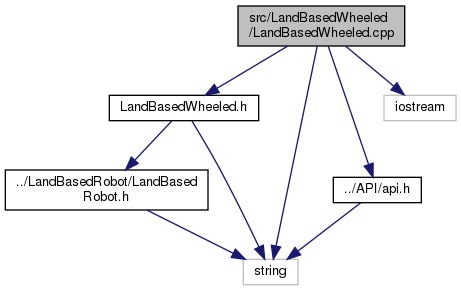 src/LandBasedWheeled
/LandBasedWheeled.cpp
LandBasedWheeled.h
iostream
../LandBasedRobot/LandBased
Robot.h
../API/api.h
string